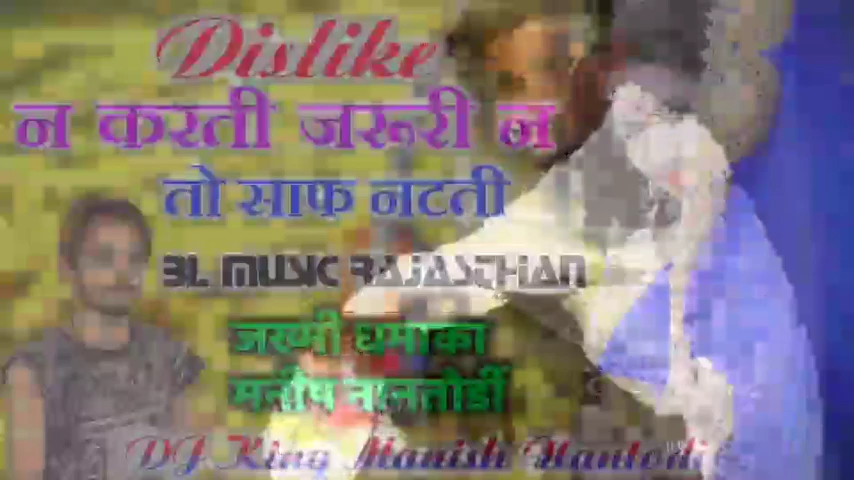 Dislike
न करती जरूरी न
तो साफ नटती
BL MUSIC RAJASTHAN
जख्मी धमाका
मनीष नानतोडीं
DJ King Manish Nantodi